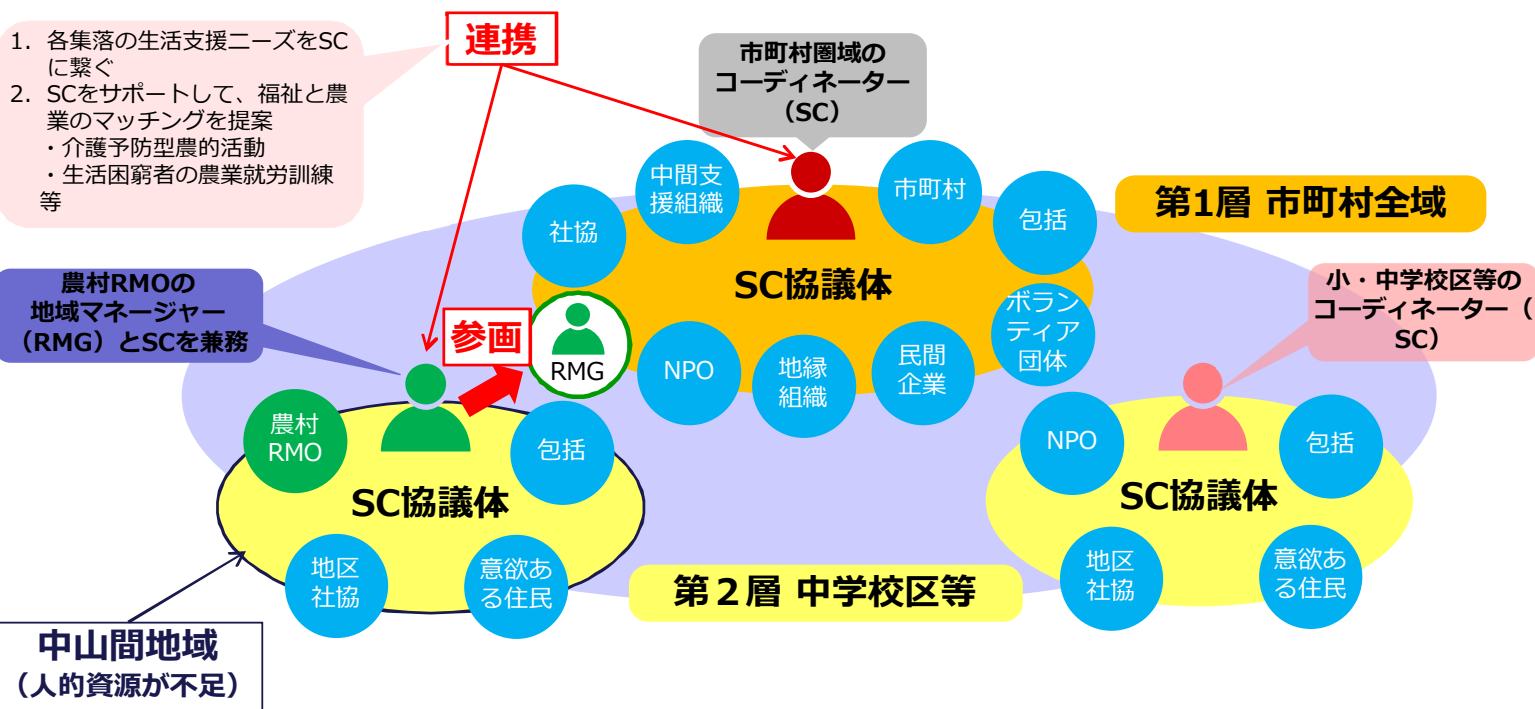 1. 各集落の生活支援ニーズをSC
に繋ぐ
2. SCをサポートして、福祉と農
業のマッチングを提案
・介護予防型農的活動
・生活困窮者の農業就労訓練
等
連携
市町村圏域の
コーディネーター
（SC）
中間支
援組織
市町村
社協
包括
第1層 市町村全域
SC協議体
農村RMOの
地域マネージャー
（RMG）とSCを兼務
参画
RMG
NPO
地縁
組織
民間
企業
ボラン
ティア
団体
小・中学校区等の
コーディネーター（
SC）
農村
RMO
包括
SC協議体
地区
社協
意欲あ
る住民
NPO
包括
SC協議体
地区
社協
意欲あ
る住民
第２層 中学校区等
中山間地域
（人的資源が不足）